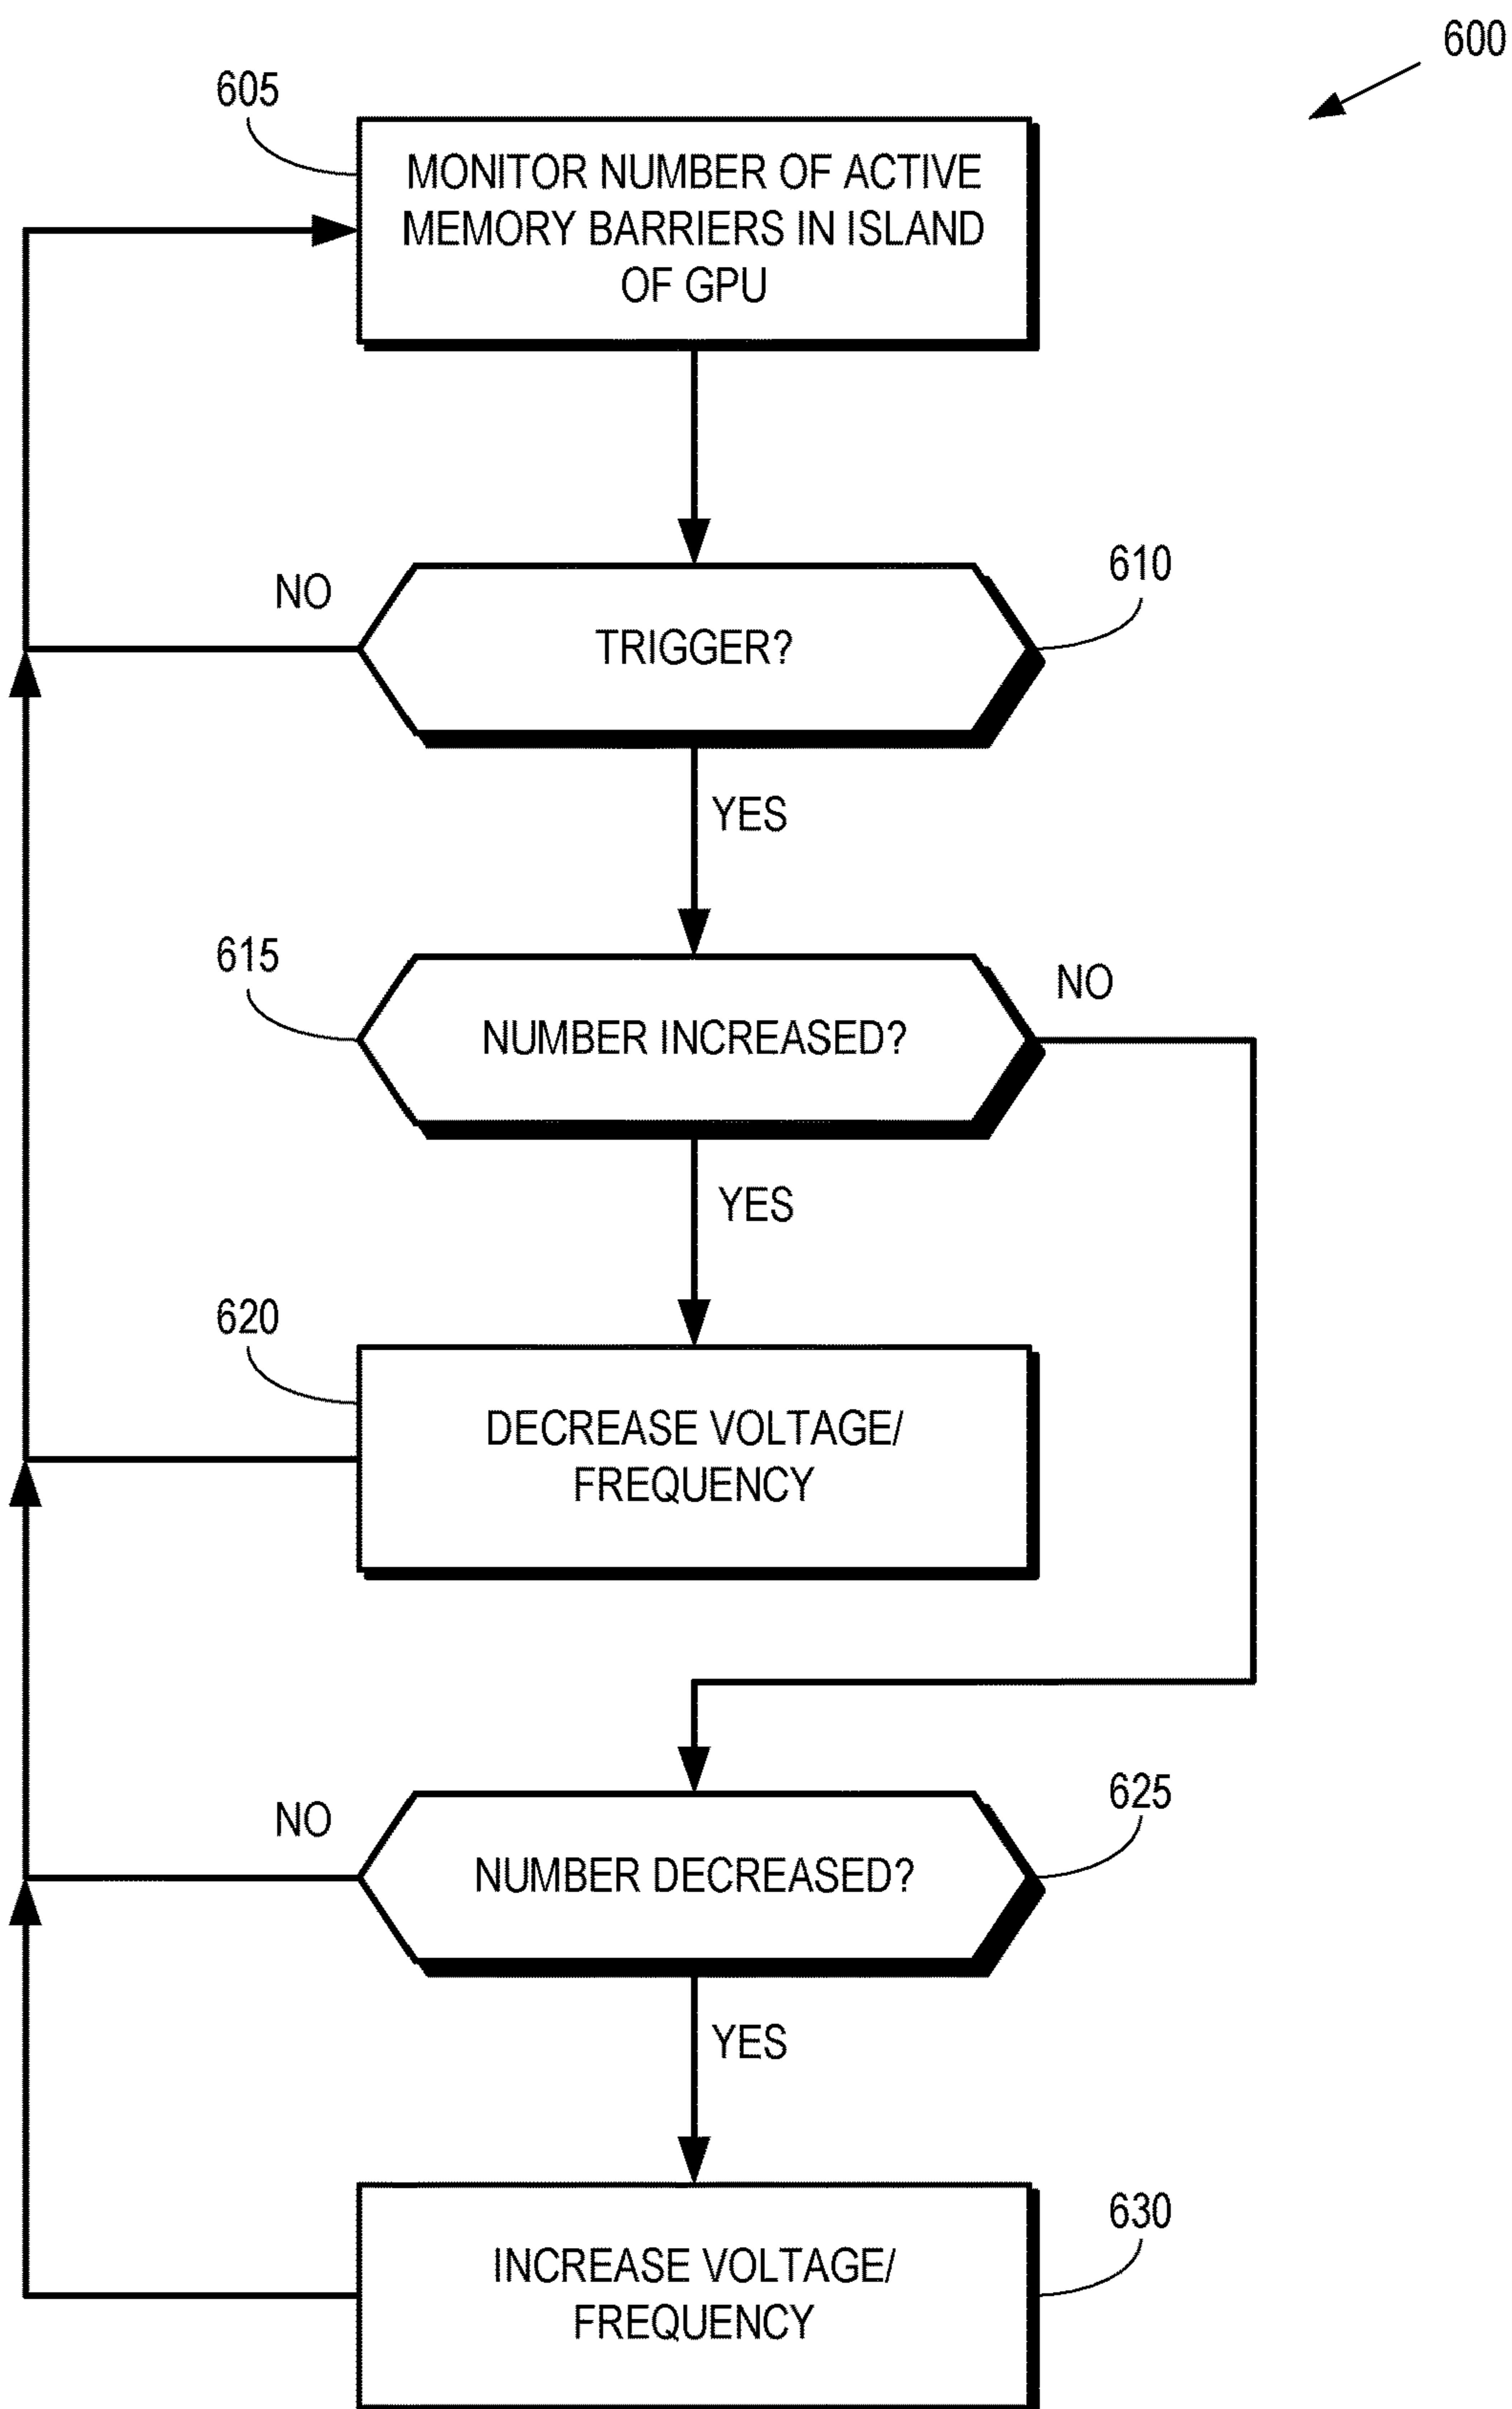 600
605
MONITOR NUMBER OF ACTIVE
MEMORY BARRIERS IN ISLAND
OF GPU
610
NO
TRIGGER?
YES
615
NO
NUMBER INCREASED?
YES
620
DECREASE VOLTAGE/
FREQUENCY
625
NO
NUMBER DECREASED?
YES
630
INCREASE VOLTAGE/
FREQUENCY